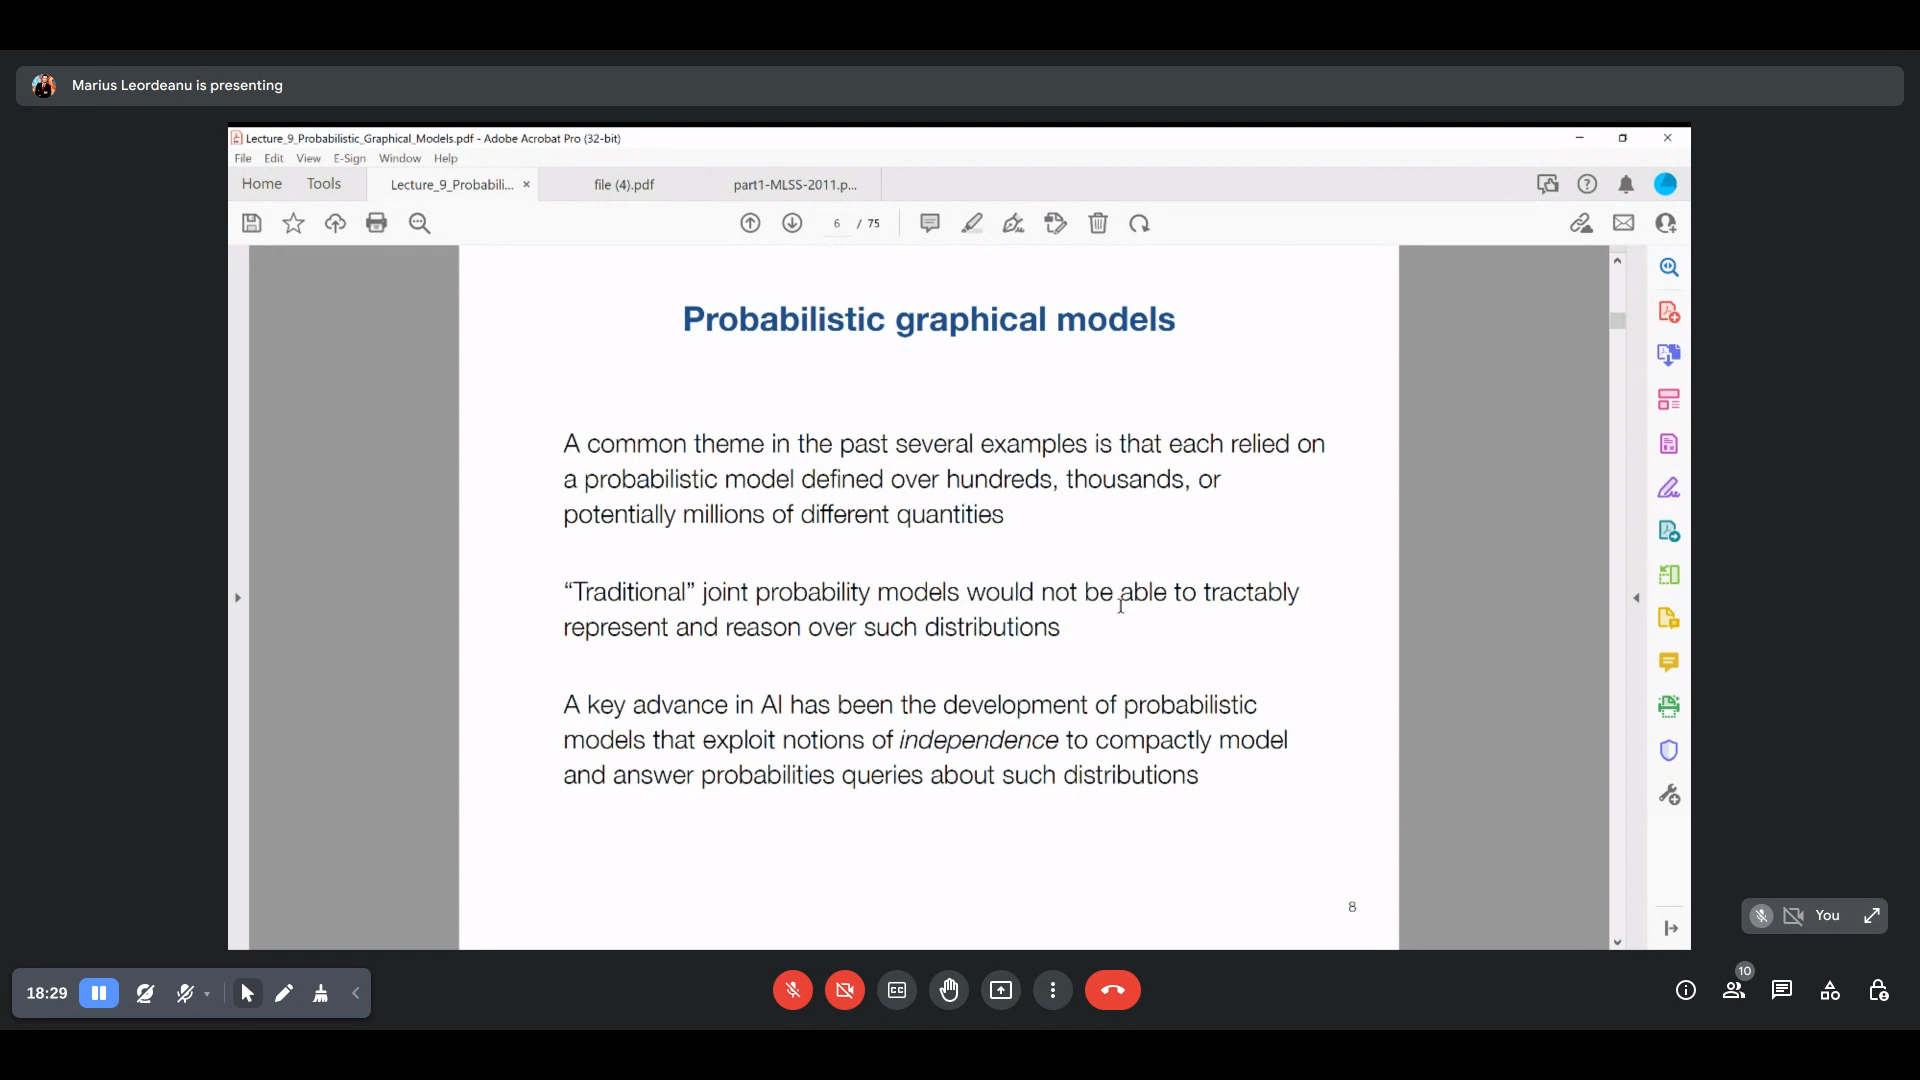 Marius Leordeanu is presenting
Lecture_9_Probabilistic_Graphical_Models.pdf - Adobe Acrobat Pro (32-bit)
File Edit View E-Sign Window Help
Home Tools Lecture_9_Probabili... × file (4).pdf part1-MLSS-2011.p...
6 / 75
Probabilistic graphical models
A common theme in the past several examples is that each relied on
a probabilistic model defined over hundreds, thousands, or
potentially millions of different quantities
“Traditional” joint probability models would not be able to tractably
represent and reason over such distributions
A key advance in AI has been the development of probabilistic
models that exploit notions of independence to compactly model
and answer probabilities queries about such distributions
8
You
18:29
10